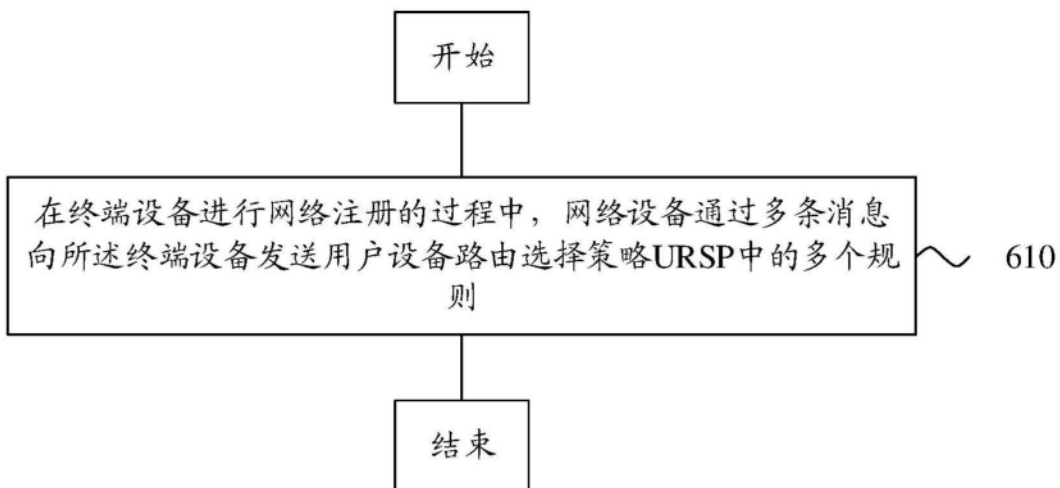 开始
在终端设备进行网络注册的过程中，网络设备通过多条消息
向所述终端设备发送用户设备路由选择策略URSP中的多个规
则
610
结束